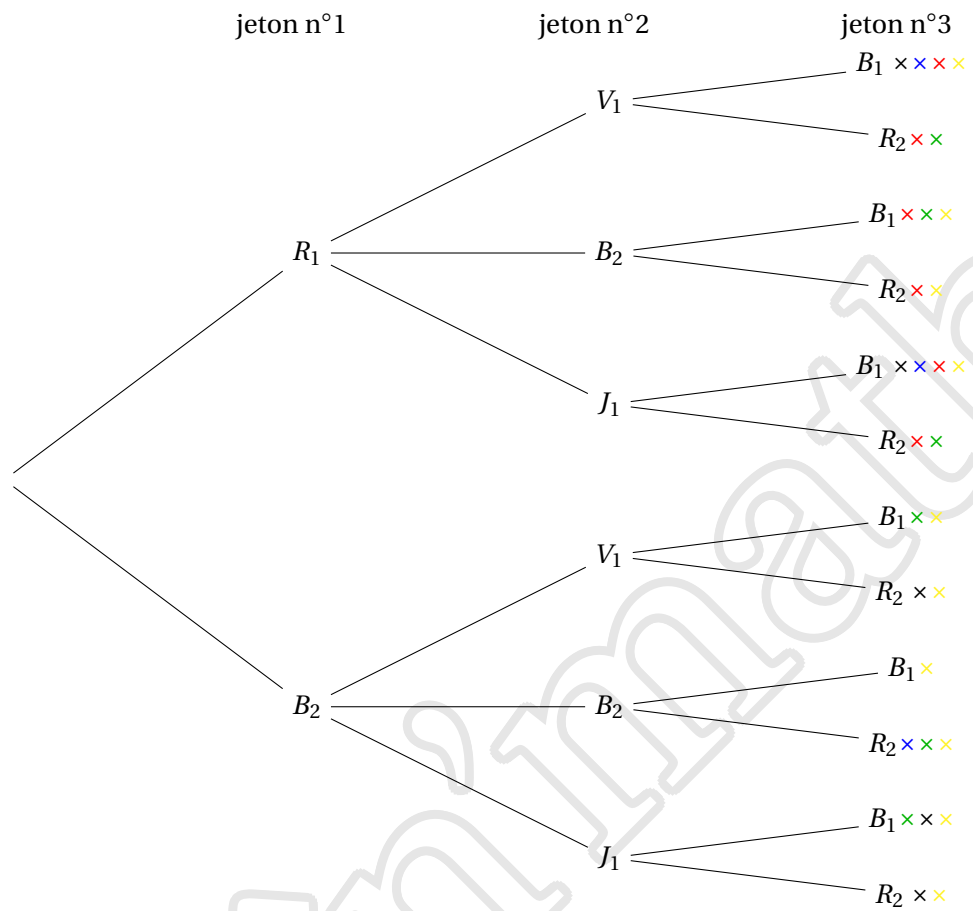 jeton n°1 jeton n°2 jeton n°3
B₁ × × × ×
V₁
R₂ × ×
B₁ × × ×
R₁ B₂
R₂ × ×
B₁ × × × ×
J₁
R₂ × ×
B₁ × ×
V₁
R₂ × ×
B₁ ×
B₂ B₂
R₂ × × ×
B₁ × × ×
J₁
R₂ × ×